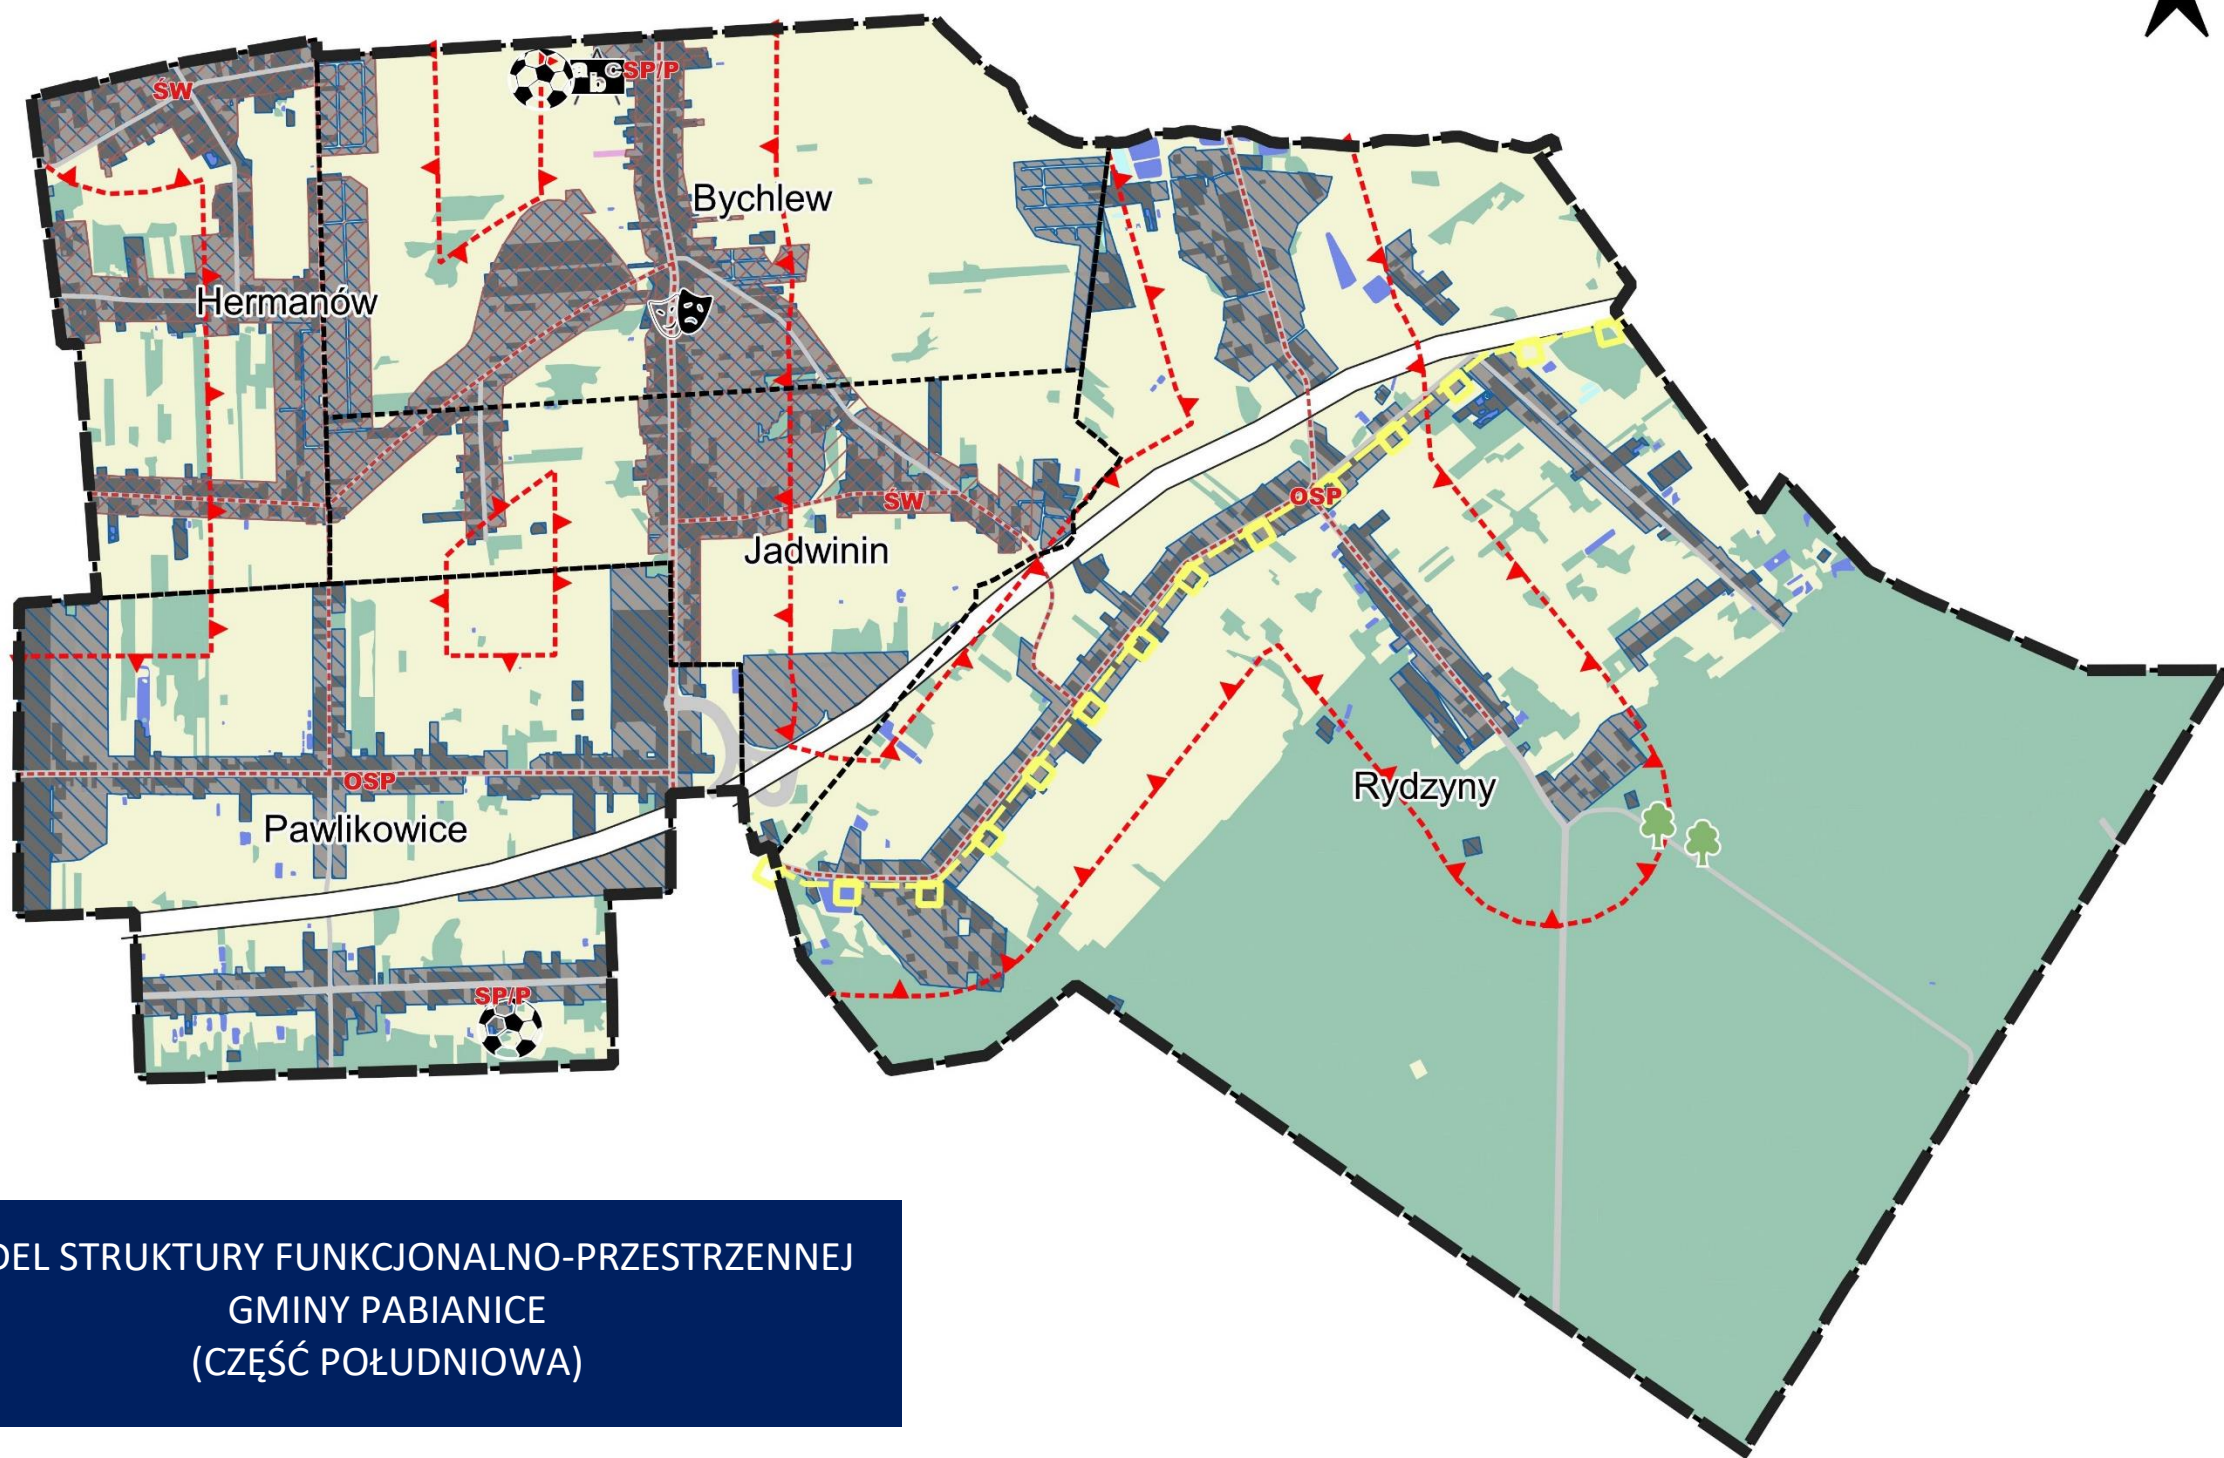 ŚW
abc SP/P
Bychlew
Hermanów
ŚW
OSP
Jadwinin
OSP
Rydzyny
Pawlikowice
SP/P
DEL STRUKTURY FUNKCJONALNO-PRZESTRZENNEJ
GMINY PABIANICE
(CZĘŚĆ POŁUDNIOWA)